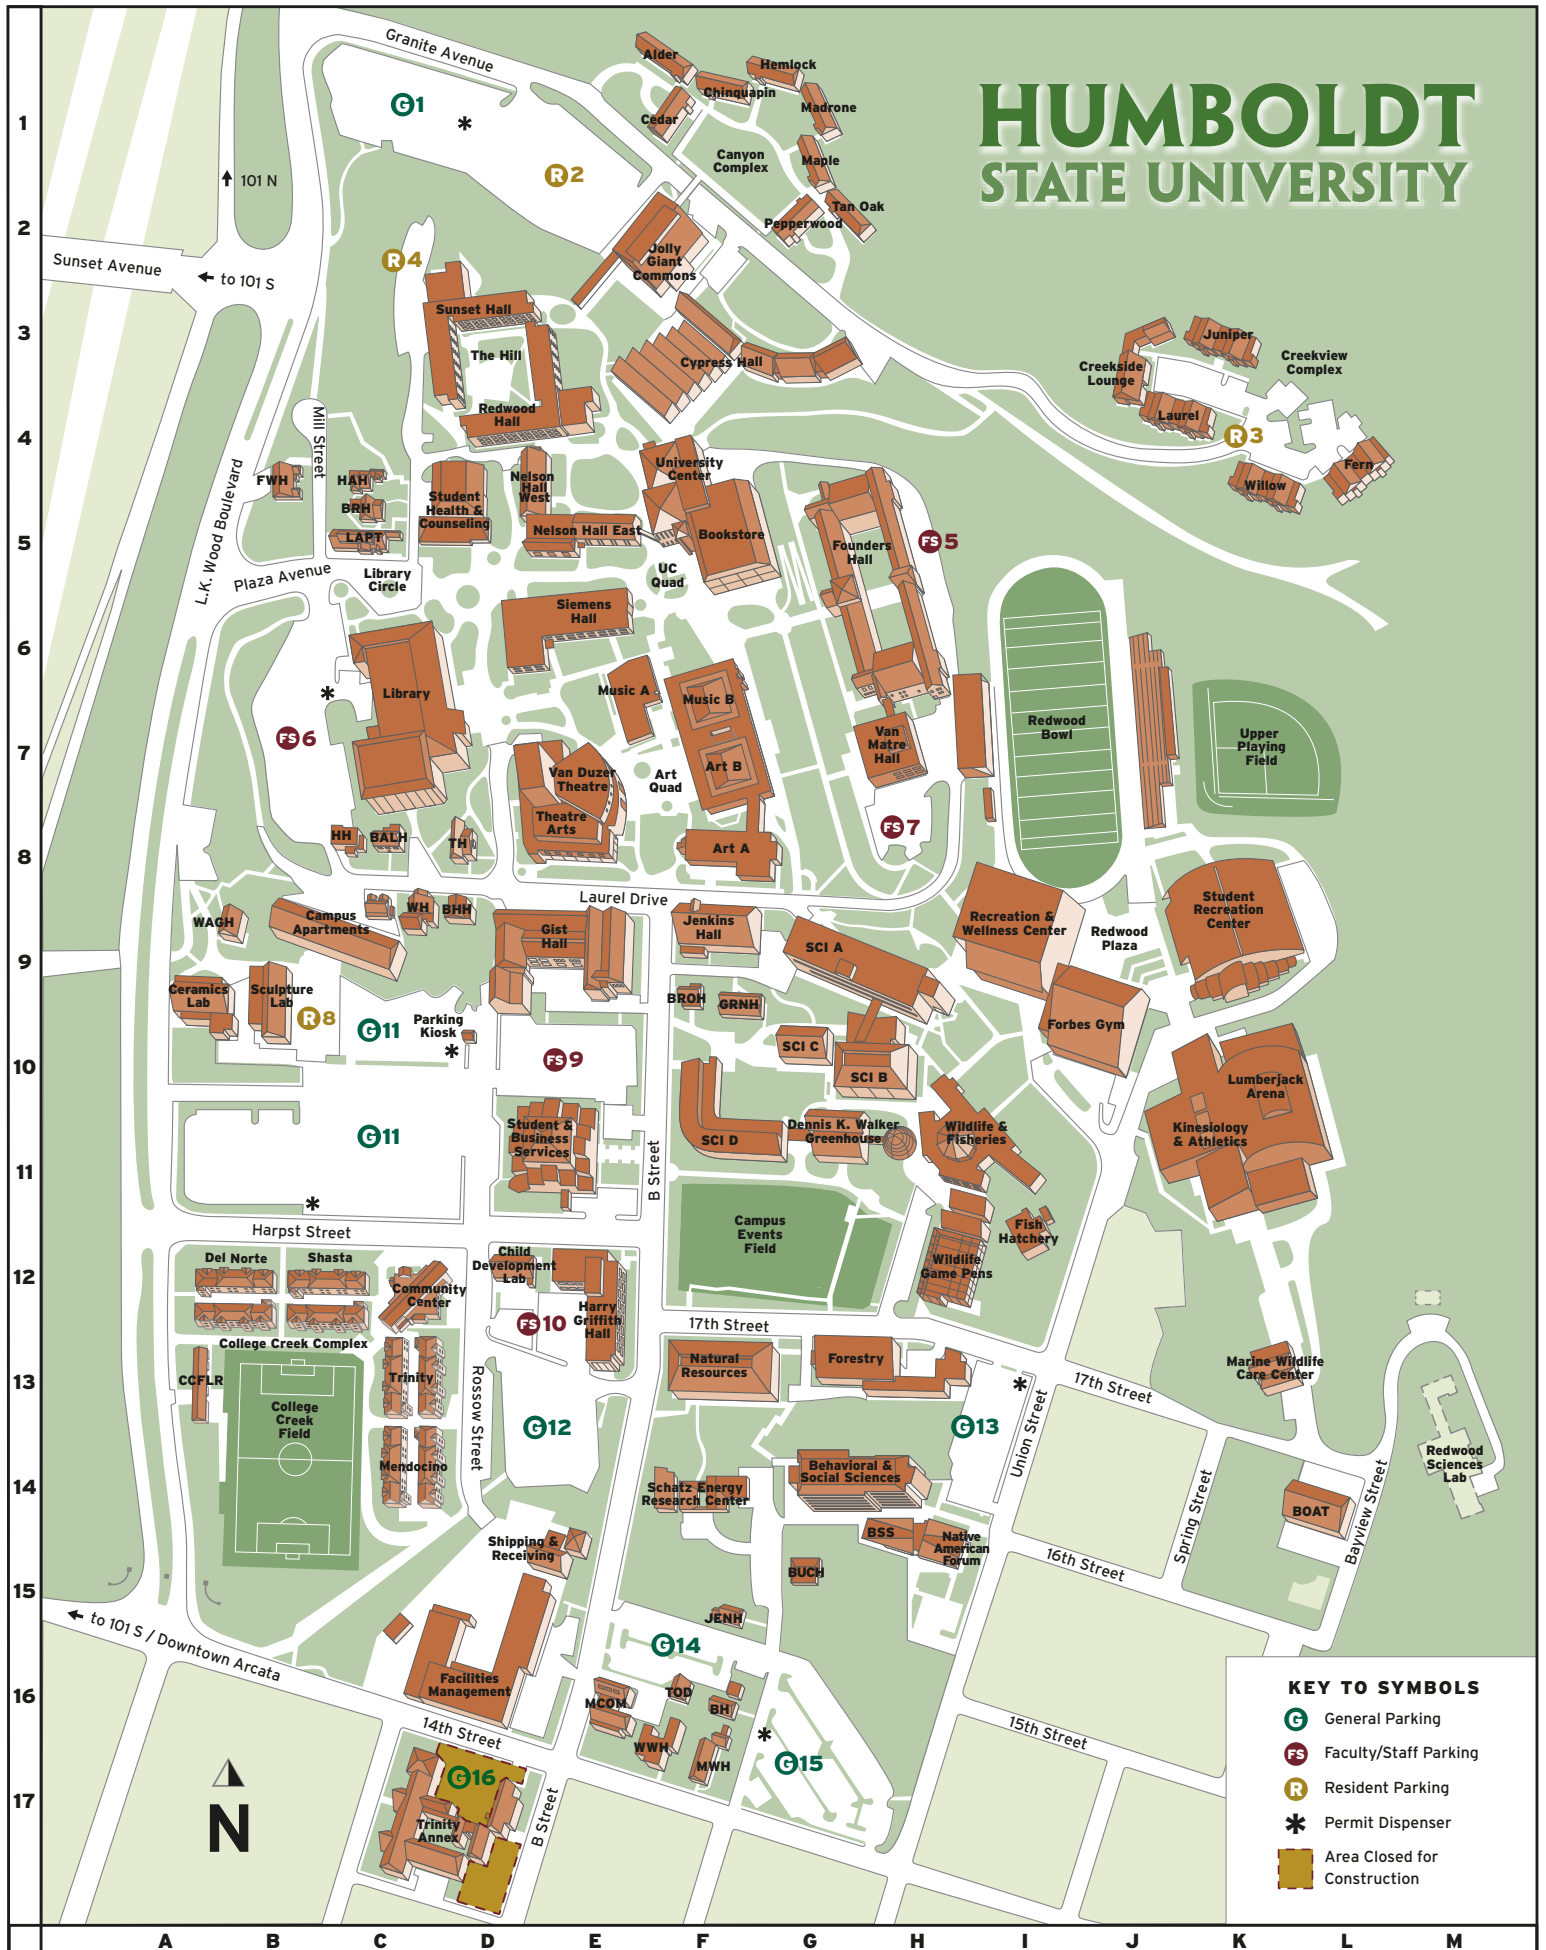 HUMBOLDT
STATE UNIVERSITY
Granite Avenue
G1
R2
101 N
Sunset Avenue
to 101 S
R4
Alder
Hemlock
Chinquapin
Cedar
Madrone
Canyon
Complex
Maple
Tan Oak
Pepperwood
Jolly
Giant
Commons
Sunset Hall
The Hill
Redwood
Hall
Cypress Hall
Juniper
Creekside
Lounge
Creekview
Complex
Laurel
R3
Fern
Willow
Mill Street
L.K. Wood Boulevard
FWH
HAH
BRH
LAPT
Student
Health &
Counseling
Nelson
Hall
West
Nelson Hall East
University
Center
Bookstore
Founders
Hall
FS5
Plaza Avenue
Library
Circle
UC
Quad
Siemens
Hall
Library
FS6
Music A
Music B
Art B
Van
Matre
Hall
Redwood
Bowl
Upper
Playing
Field
Van Duzer
Theatre
Theatre
Arts
Art
Quad
FS7
HH
BALH
TH
Art A
Laurel Drive
WAGH
Campus
Apartments
WH
BHH
Gist
Hall
Jenkins
Hall
SCI A
Recreation &
Wellness Center
Redwood
Plaza
Student
Recreation
Center
Ceramics
Lab
Sculpture
Lab
R8
G11
Parking
Kiosk
FS9
BROH
GRNH
SCI C
SCI B
Forbes Gym
Lumberjack
Arena
Kinesiology
& Athletics
G11
Student &
Business
Services
B Street
SCI D
Dennis K. Walker
Greenhouse
Wildlife &
Fisheries
Harpst Street
Campus
Events
Field
Fish
Hatchery
Wildlife
Game Pens
Del Norte
Shasta
Community
Center
College Creek Complex
Child
Development
Lab
FS10
Harry
Griffith
Hall
17th Street
CCFLR
College
Creek
Field
Trinity
Mendocino
Rossow Street
G12
Natural
Resources
Forestry
G13
Union Street
17th Street
Marine Wildlife
Care Center
Redwood
Sciences
Lab
Schatz Energy
Research Center
Behavioral &
Social Sciences
BSS
Native
American
Forum
BUCH
16th Street
Spring Street
BOAT
Bayview Street
Shipping &
Receiving
to 101 S / Downtown Arcata
JENH
G14
Facilities
Management
MCOM
TOD
BH
WWH
MWH
G15
15th Street
14th Street
G16
Trinity
Annex
B Street
N
KEY TO SYMBOLS
G General Parking
FS Faculty/Staff Parking
R Resident Parking
* Permit Dispenser
Area Closed for
Construction
1
2
3
4
5
6
7
8
9
10
11
12
13
14
15
16
17
A B C D E F G H I J K L M